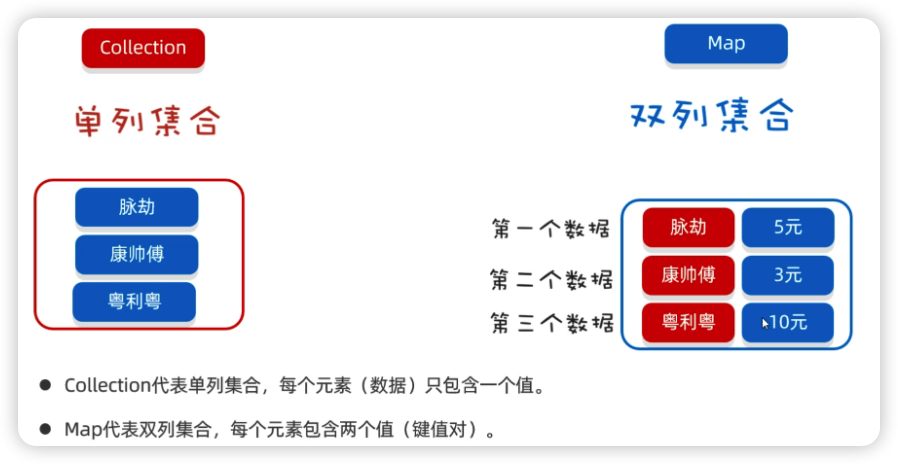 Collection
Map
单列集合
双列集合
脉劫
康帅傅
粤利粤
第一个数据 脉劫 5元
第二个数据 康帅傅 3元
第三个数据 粤利粤 10元
● Collection代表单列集合，每个元素（数据）只包含一个值。
● Map代表双列集合，每个元素包含两个值（键值对）。